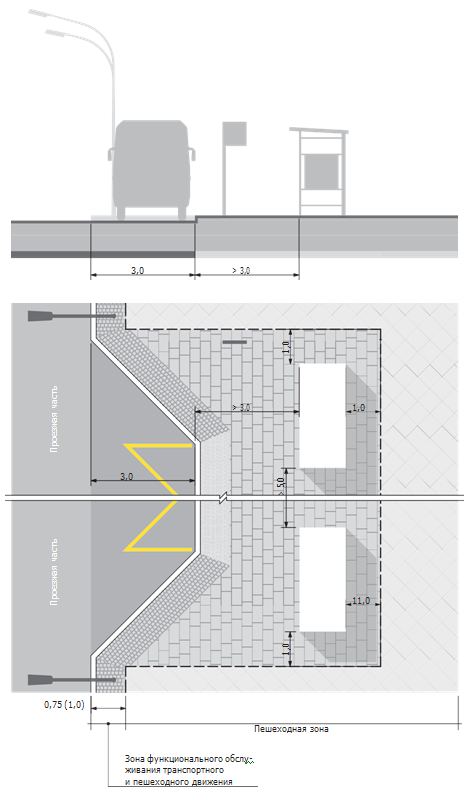 3,0
> 3,0
1,0
Проезжая часть
> 3,0
1,0
3,0
> 5,0
Проезжая часть
11,0
1,0
0,75 (1,0)
Пешеходная зона
Зона функционального обслу-
живания транспортного
и пешеходного движения